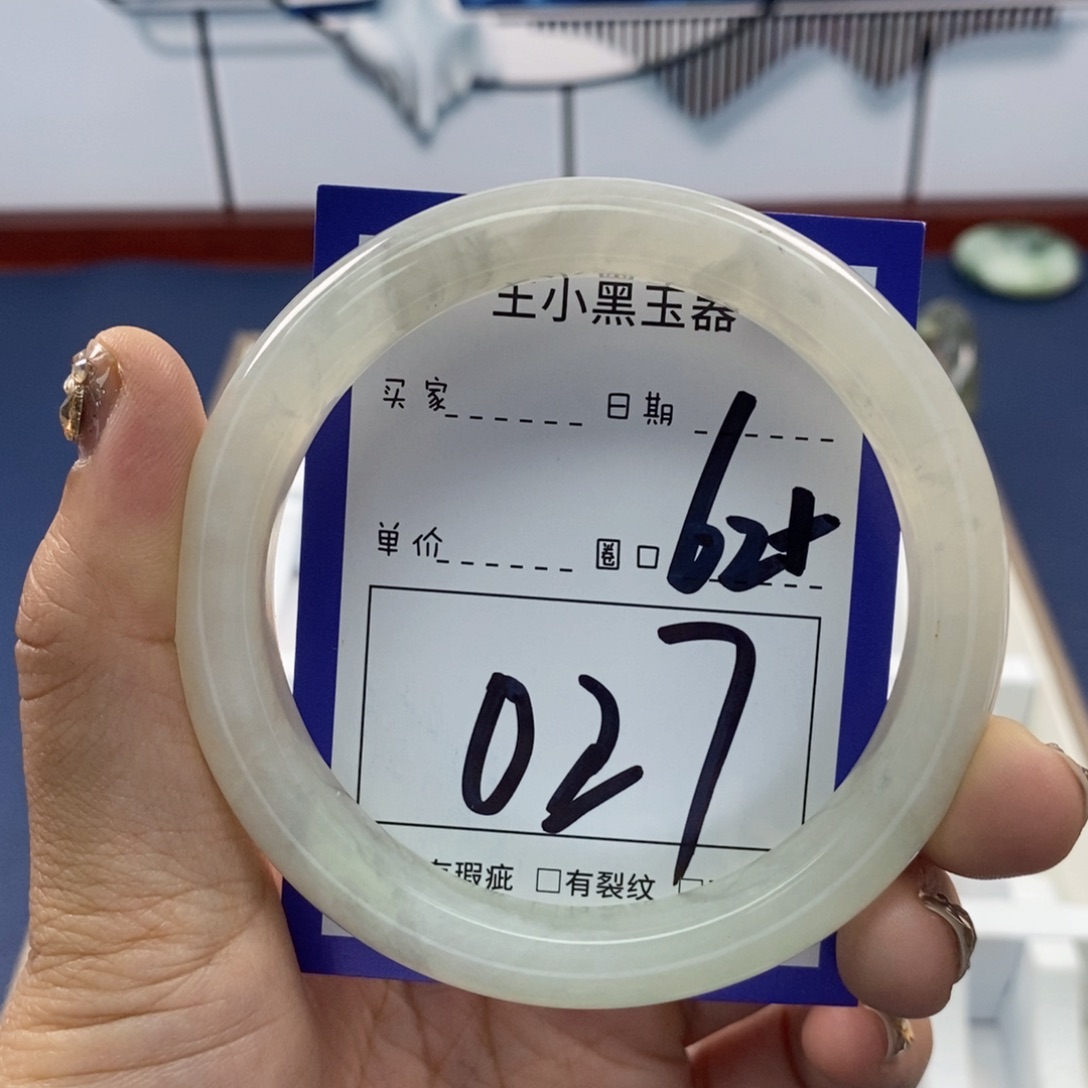 王小黑玉器
买家 日期
单价 圈口 62+
027
有瑕疵 □有裂纹 □